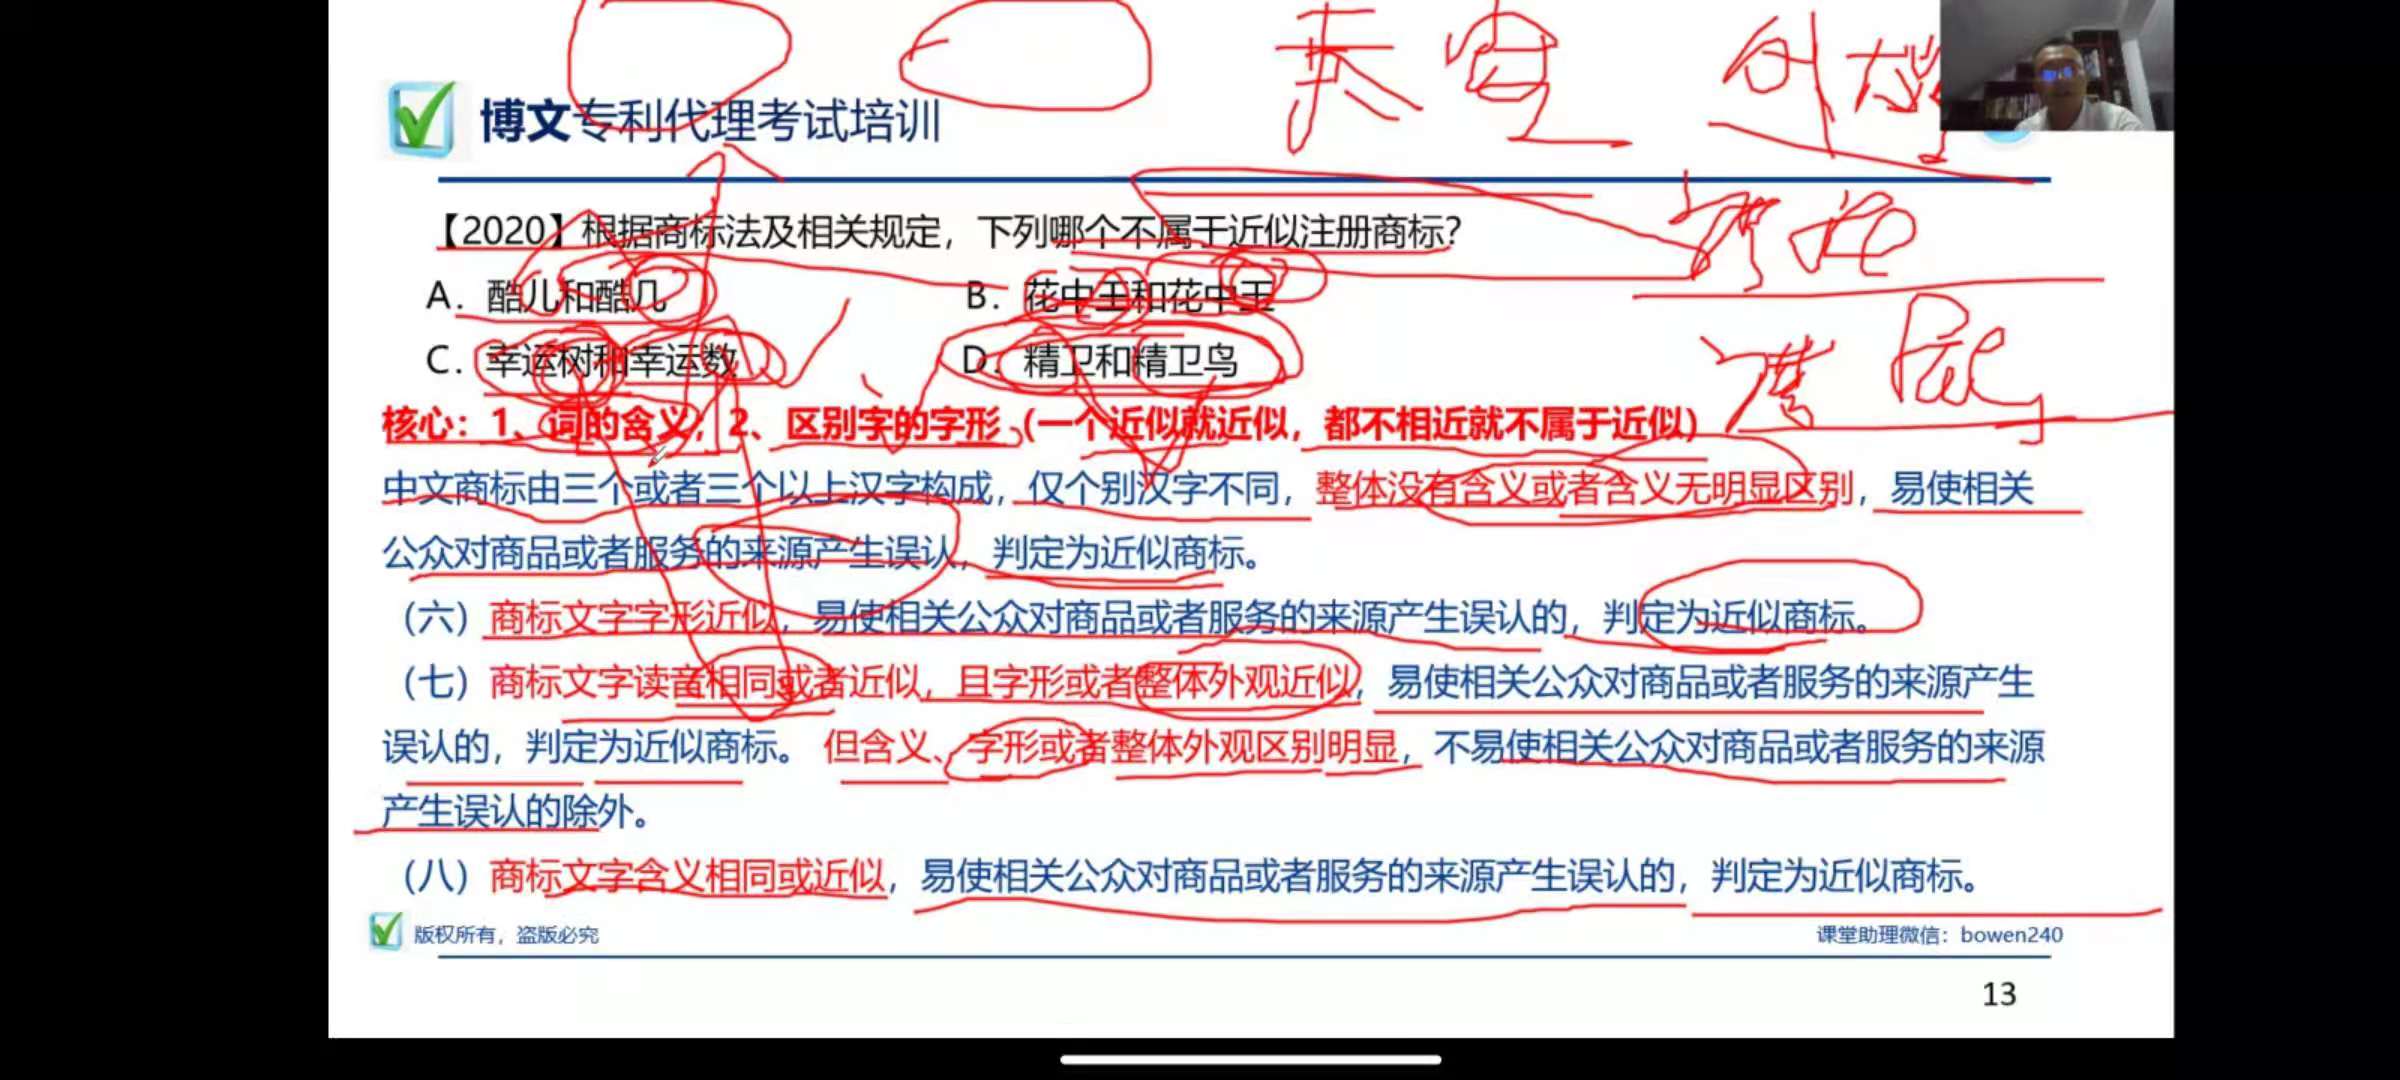 博文专利代理考试培训
【2020】根据商标法及相关规定，下列哪个不属于近似注册商标？
A．酷儿和酷几
B．花中王和花中玉
C．幸运树和幸运数
D．精卫和精卫鸟
核心：1、词的含义；2、区别字的字形（一个近似就近似，都不相近就不属于近似）
中文商标由三个或者三个以上汉字构成，仅个别汉字不同，整体没有含义或者含义无明显区别，易使相关
公众对商品或者服务的来源产生误认，判定为近似商标。
（六）商标文字字形近似，易使相关公众对商品或者服务的来源产生误认的，判定为近似商标。
（七）商标文字读音相同或者近似，且字形或者整体外观近似，易使相关公众对商品或者服务的来源产生
误认的，判定为近似商标。但含义、字形或者整体外观区别明显，不易使相关公众对商品或者服务的来源
产生误认的除外。
（八）商标文字含义相同或近似，易使相关公众对商品或者服务的来源产生误认的，判定为近似商标。
版权所有，盗版必究
课堂助理微信：bowen240
13